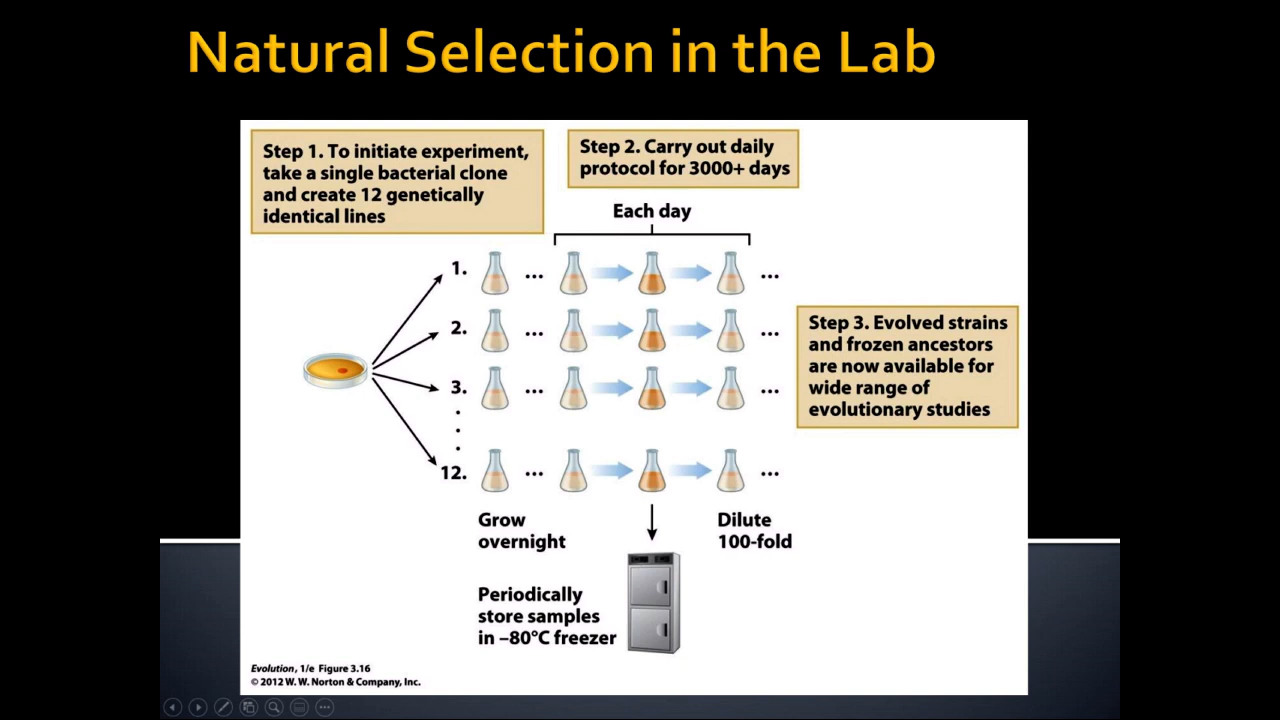 Natural Selection in the Lab
Step 1. To initiate experiment,
take a single bacterial clone
and create 12 genetically
identical lines
Step 2. Carry out daily
protocol for 3000+ days
Each day
1.
...
...
2.
...
...
3.
...
...
12.
...
...
Step 3. Evolved strains
and frozen ancestors
are now available for
wide range of
evolutionary studies
Grow
overnight
Dilute
100-fold
Periodically
store samples
in –80°C freezer
Evolution, 1/e Figure 3.16
© 2012 W. W. Norton & Company, Inc.